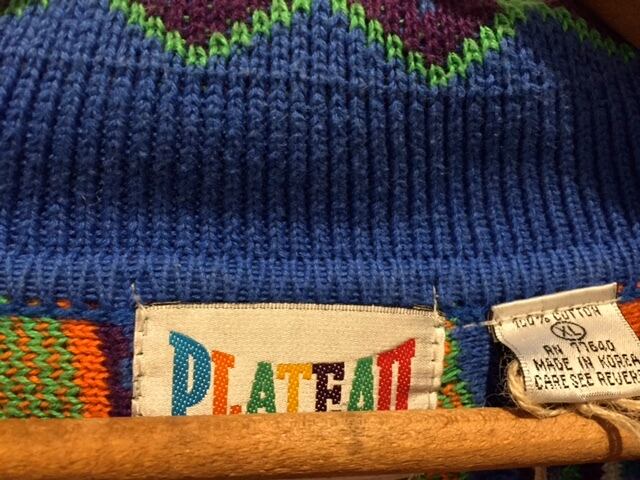 PLATEAU
100% COTTON
XL
RN 77640
MADE IN KOREA
CARE.SEE REVERSE